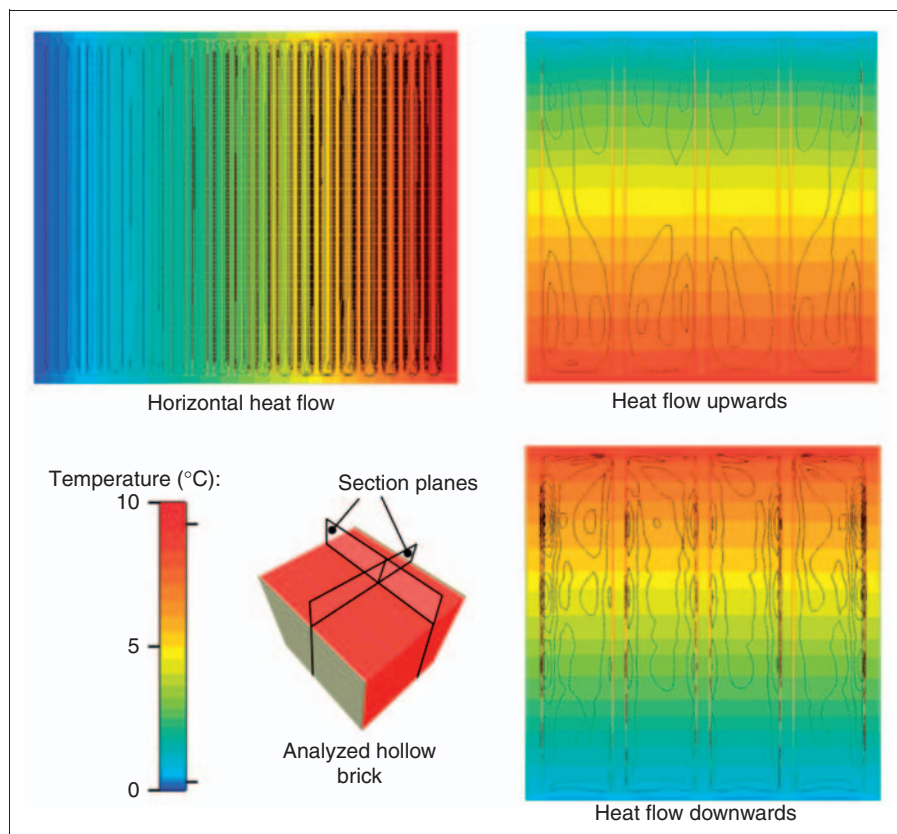 Horizontal heat flow
Heat flow upwards
Temperature (°C):
10
5
0
Section planes
Analyzed hollow
brick
Heat flow downwards